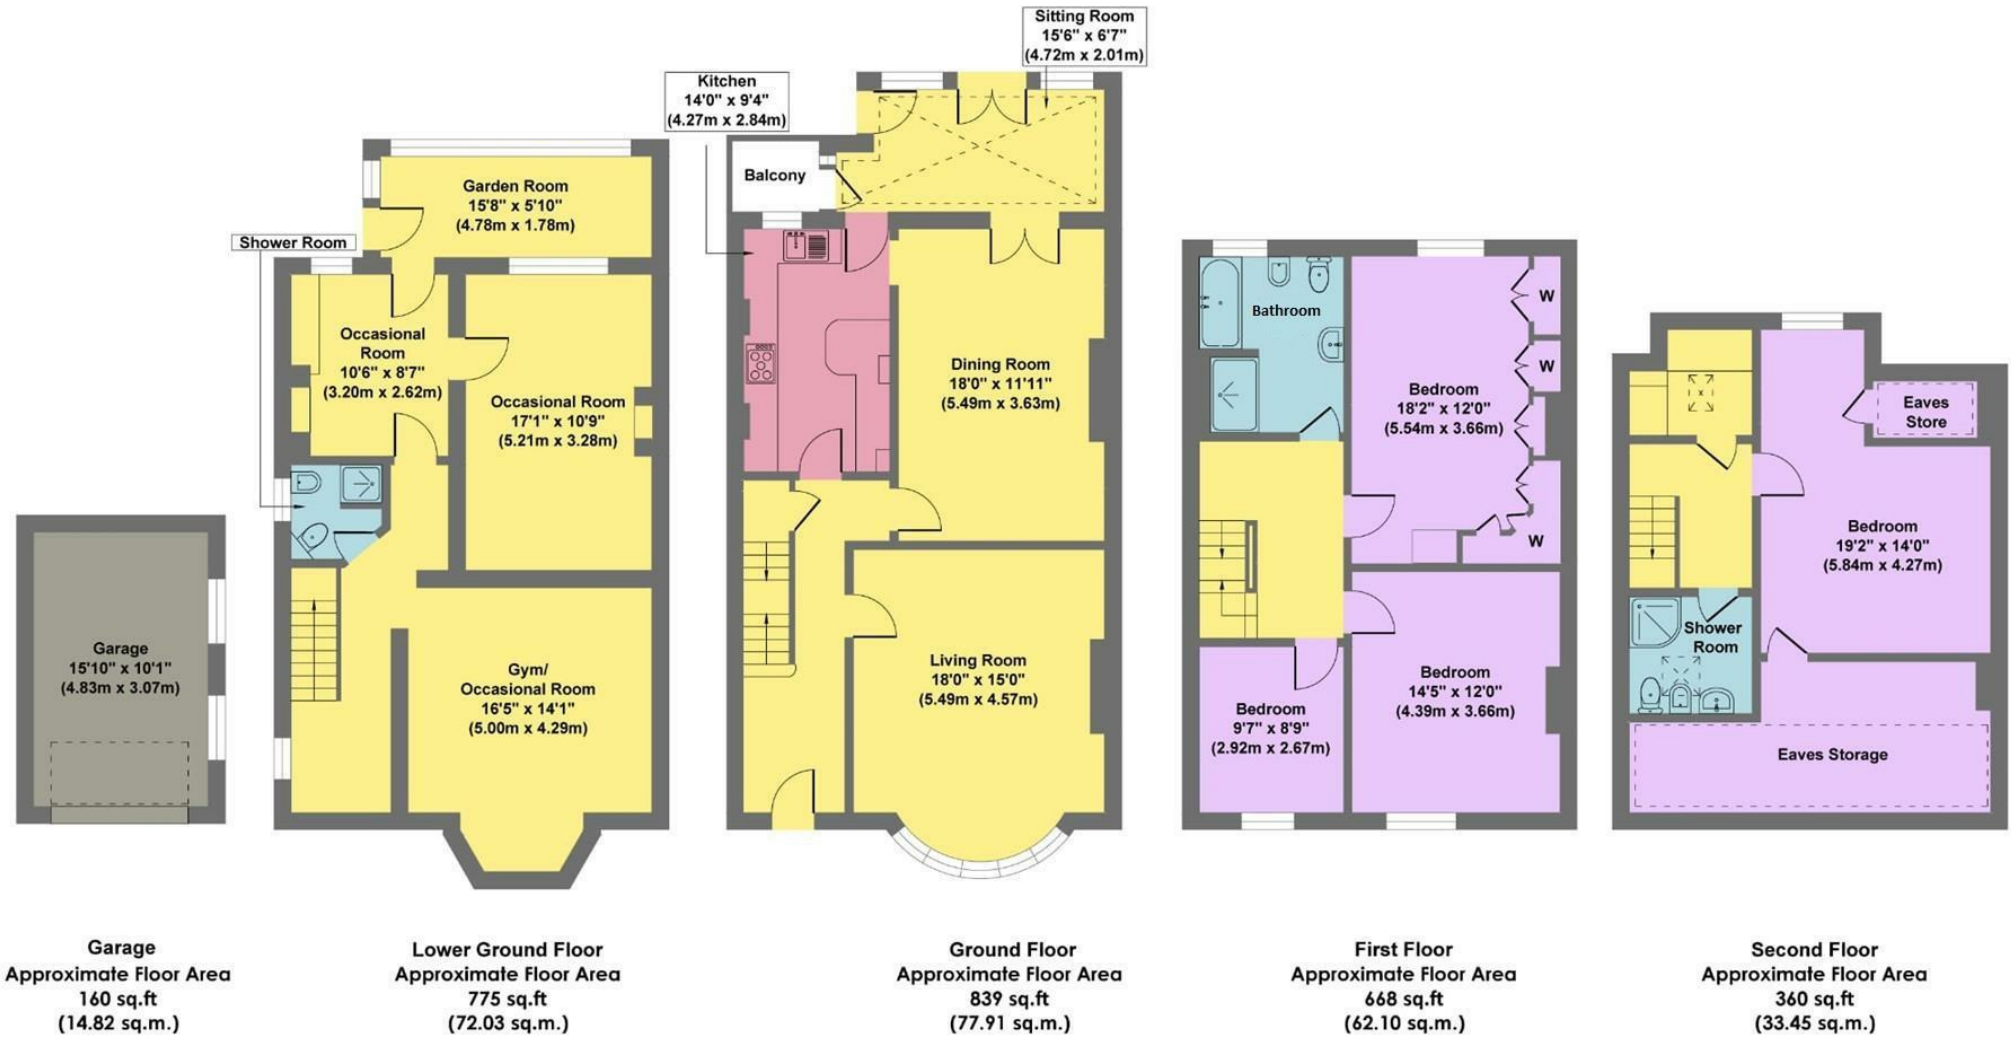 Garage
15'10" x 10'1"
(4.83m x 3.07m)
Garage
Approximate Floor Area
160 sq.ft
(14.82 sq.m.)
Shower Room
Garden Room
15'8" x 5'10"
(4.78m x 1.78m)
Occasional
Room
10'6" x 8'7"
(3.20m x 2.62m)
Occasional Room
17'1" x 10'9"
(5.21m x 3.28m)
Gym/
Occasional Room
16'5" x 14'1"
(5.00m x 4.29m)
Lower Ground Floor
Approximate Floor Area
775 sq.ft
(72.03 sq.m.)
Sitting Room
15'6" x 6'7"
(4.72m x 2.01m)
Kitchen
14'0" x 9'4"
(4.27m x 2.84m)
Balcony
Dining Room
18'0" x 11'11"
(5.49m x 3.63m)
Living Room
18'0" x 15'0"
(5.49m x 4.57m)
Ground Floor
Approximate Floor Area
839 sq.ft
(77.91 sq.m.)
Bathroom
W
W
Bedroom
18'2" x 12'0"
(5.54m x 3.66m)
W
Bedroom
14'5" x 12'0"
(4.39m x 3.66m)
Bedroom
9'7" x 8'9"
(2.92m x 2.67m)
First Floor
Approximate Floor Area
668 sq.ft
(62.10 sq.m.)
Eaves
Store
Bedroom
19'2" x 14'0"
(5.84m x 4.27m)
Shower
Room
Eaves Storage
Second Floor
Approximate Floor Area
360 sq.ft
(33.45 sq.m.)